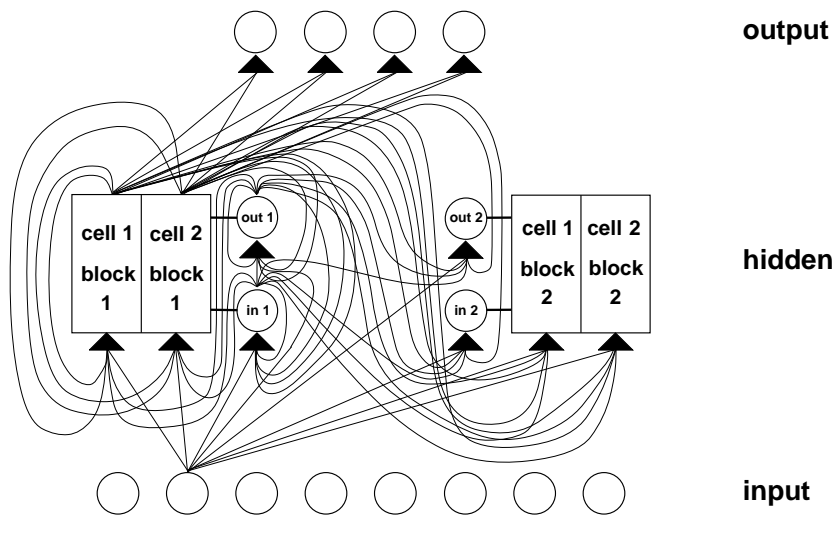 output
out 1
out 2
cell 1
block
1
cell 2
block
1
cell 1
block
2
cell 2
block
2
hidden
in 1
in 2
input